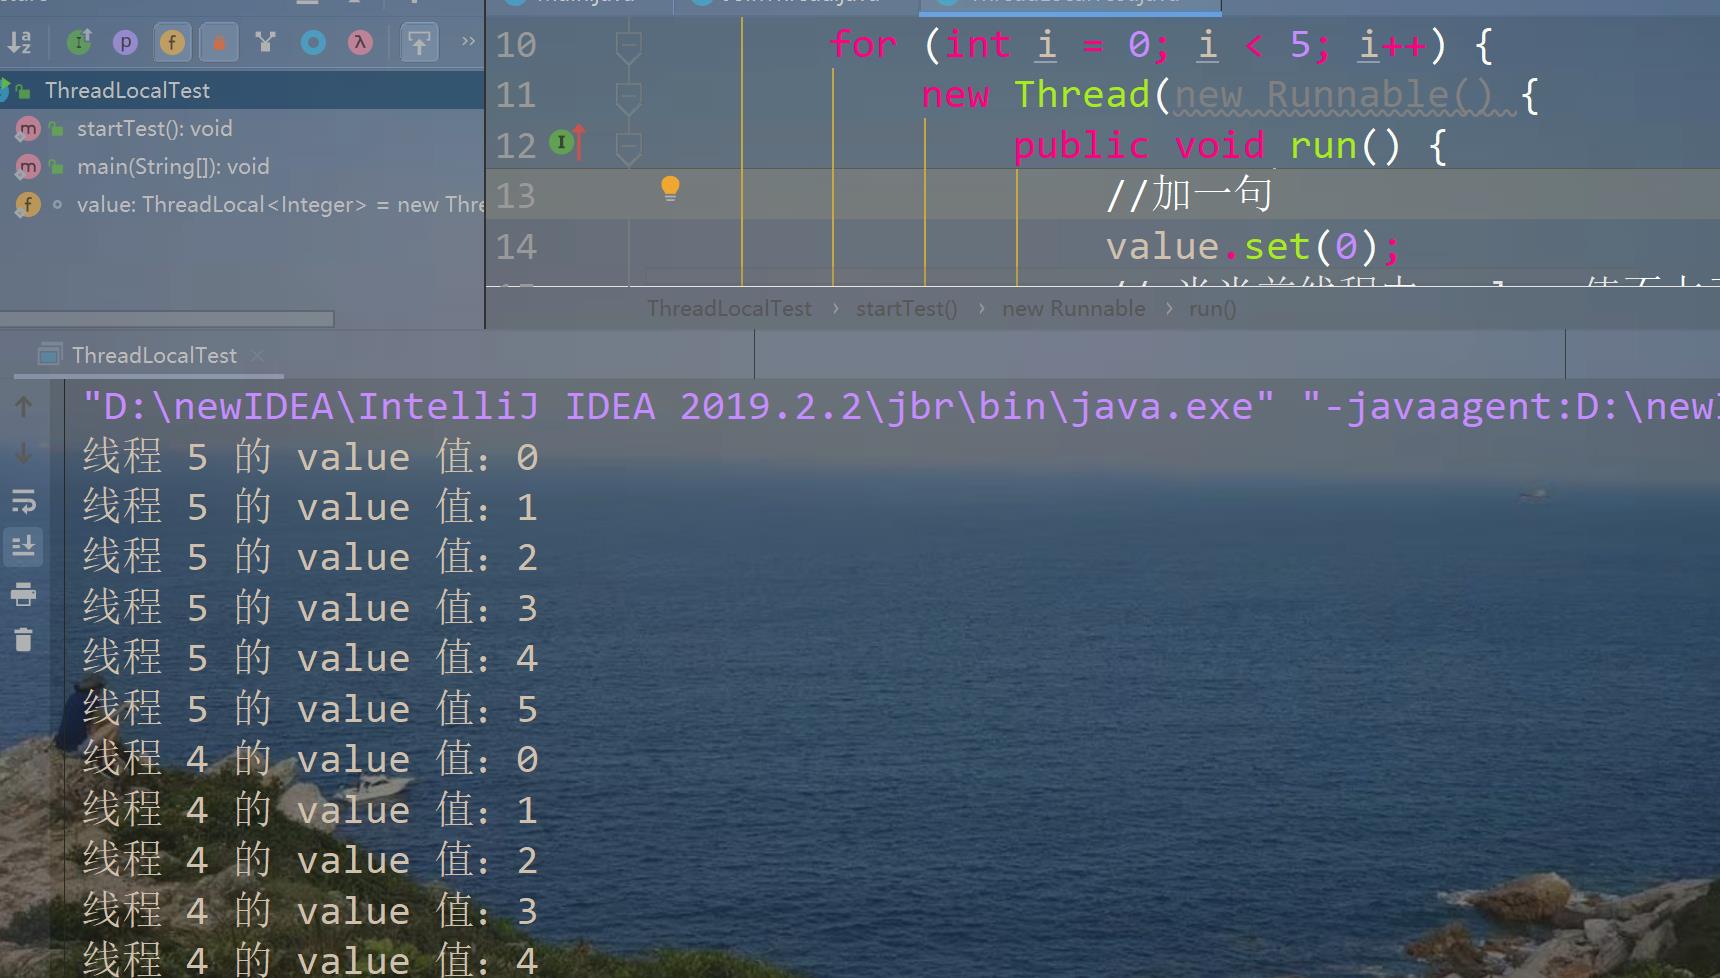 ThreadLocalTest
startTest(): void
main(String[]): void
value: ThreadLocal<Integer> = new Thre
10 for (int i = 0; i < 5; i++) {
11 new Thread(new Runnable() {
12 public void run() {
13 //加一句
14 value.set(0);
ThreadLocalTest › startTest() › new Runnable › run()
ThreadLocalTest
"D:\newIDEA\IntelliJ IDEA 2019.2.2\jbr\bin\java.exe" "-javaagent:D:\new
线程 5 的 value 值：0
线程 5 的 value 值：1
线程 5 的 value 值：2
线程 5 的 value 值：3
线程 5 的 value 值：4
线程 5 的 value 值：5
线程 4 的 value 值：0
线程 4 的 value 值：1
线程 4 的 value 值：2
线程 4 的 value 值：3
线程 4 的 value 值：4